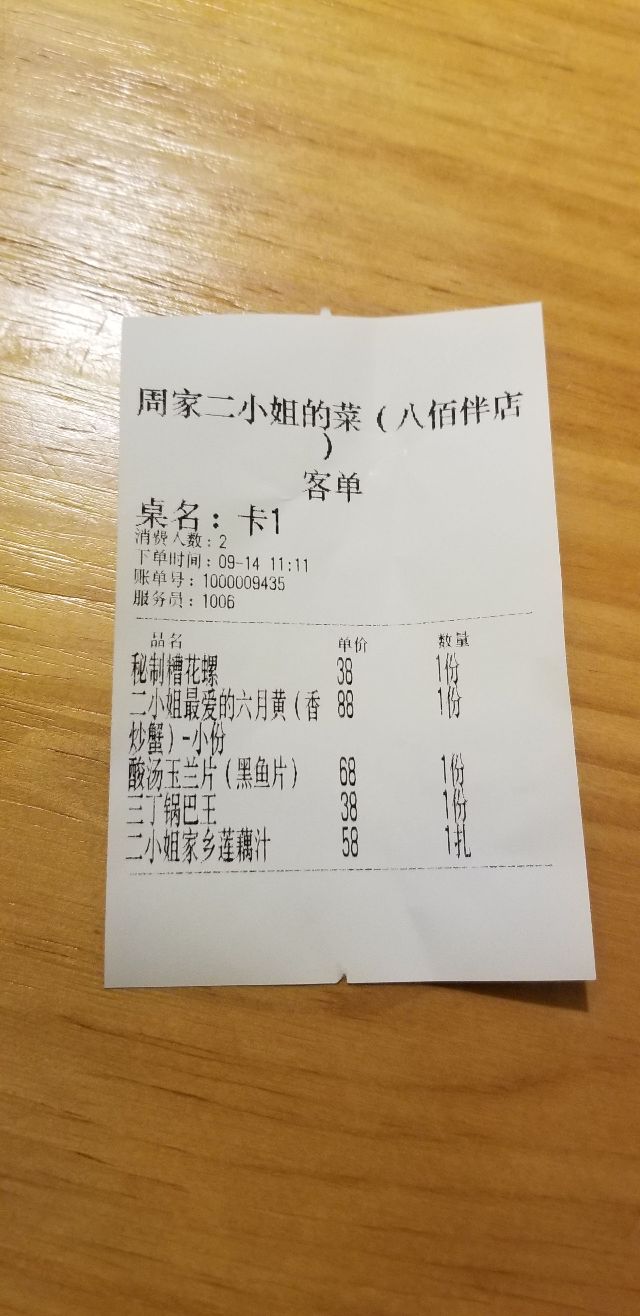 周家二小姐的菜（八佰伴店
）
客单
桌名：卡1
消费人数：2
下单时间：09-14 11:11
账单号：1000009435
服务员：1006
品名 单价 数量
秘制糟花螺 38 1份
二小姐最爱的六月黄（香 88 1份
炒蟹）-小份
酸汤玉兰片（黑鱼片） 68 1份
三丁锅巴王 38 1份
二小姐家乡莲藕汁 58 1扎